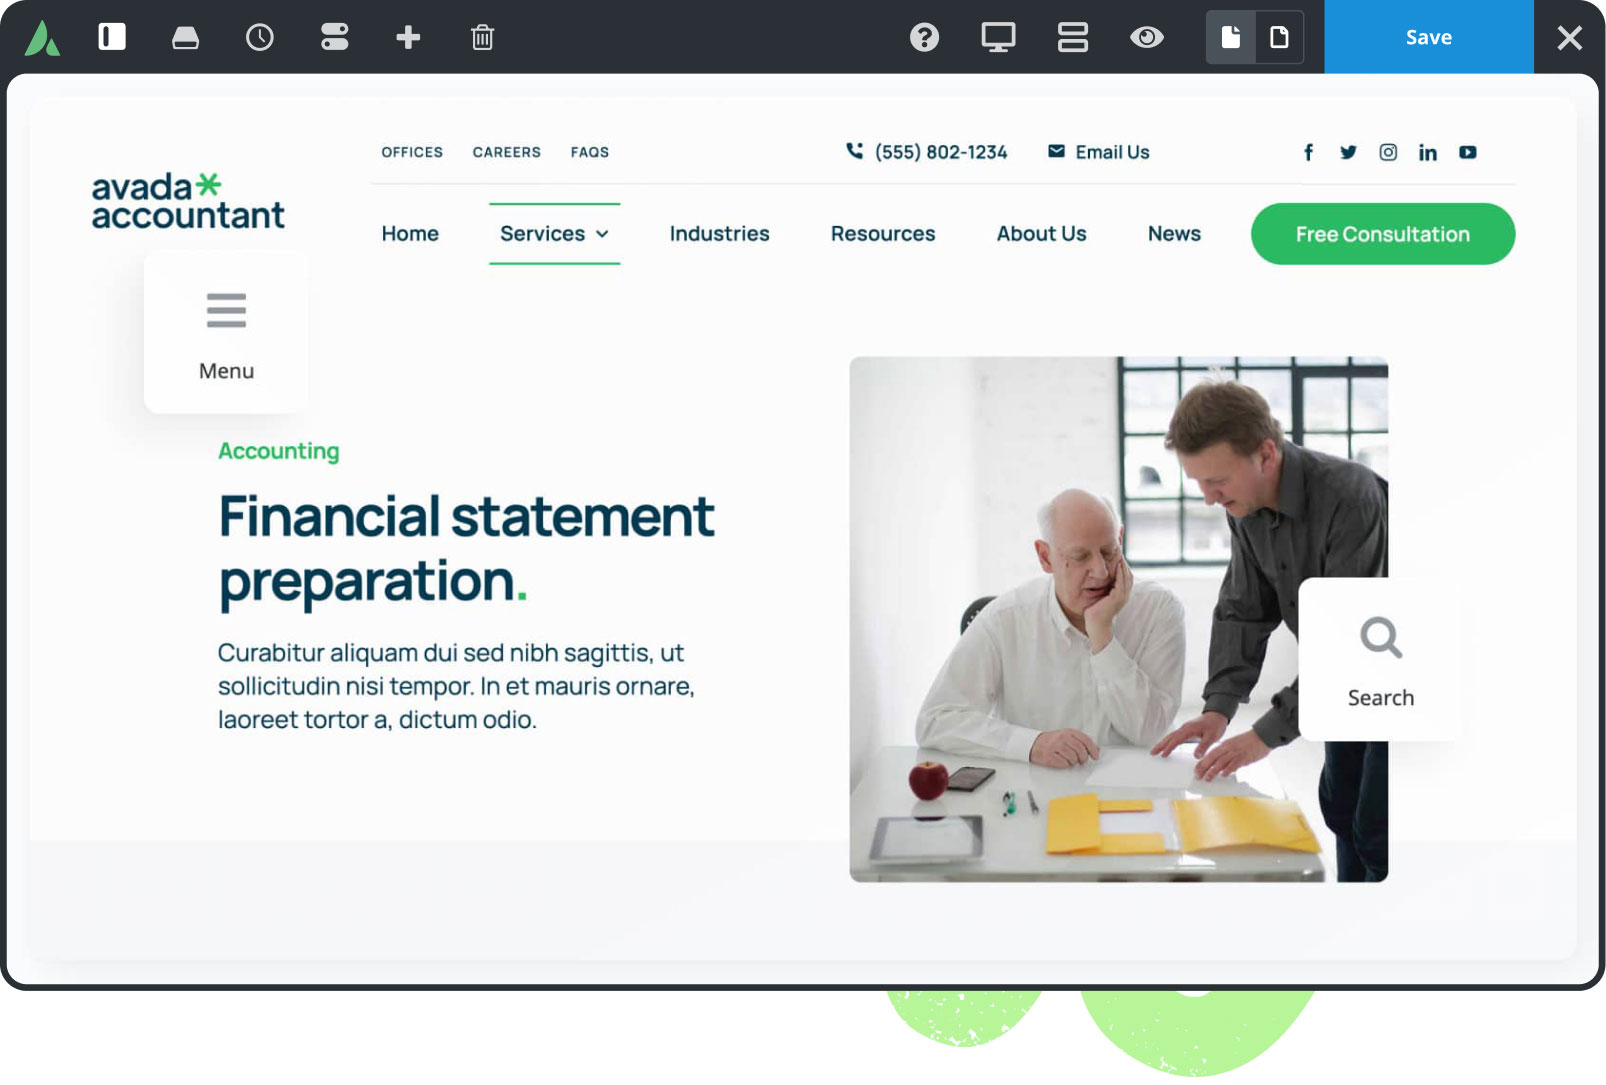 Save
OFFICES
CAREERS
FAQS
(555) 802-1234
Email Us
avada
accountant
Home
Services
Industries
Resources
About Us
News
Free Consultation
Menu
Accounting
Financial statement
preparation.
Curabitur aliquam dui sed nibh sagittis, ut
sollicitudin nisi tempor. In et mauris ornare,
laoreet tortor a, dictum odio.
Search